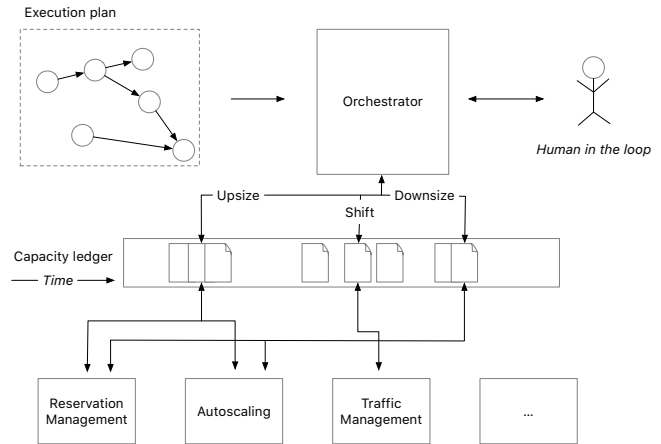 Execution plan
Orchestrator
Human in the loop
Upsize
Downsize
Shift
Capacity ledger
Time
Reservation
Management
Autoscaling
Traffic
Management
...